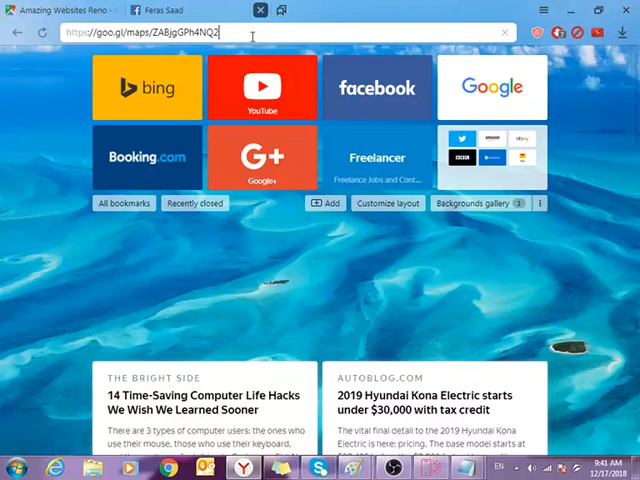 Amazing Websites Reno -
Feras Saad
https://goo.gl/maps/ZABjgGPh4NQ2
bing
YouTube
facebook
Google
Booking.com
G+
Google+
Freelancer
Freelance Jobs and Cont...
amazon
ebay
BBC
All bookmarks
Recently closed
Add
Customize layout
Backgrounds gallery
THE BRIGHT SIDE
14 Time-Saving Computer Life Hacks
We Wish We Learned Sooner
There are 3 types of computer users: the ones who
use their mouse, those who use their keyboard,
AUTOBLOG.COM
2019 Hyundai Kona Electric starts
under $30,000 with tax credit
The vital final detail to the 2019 Hyundai Kona
Electric is here: pricing. The base model starts at
EN
9:41 AM
12/17/2018